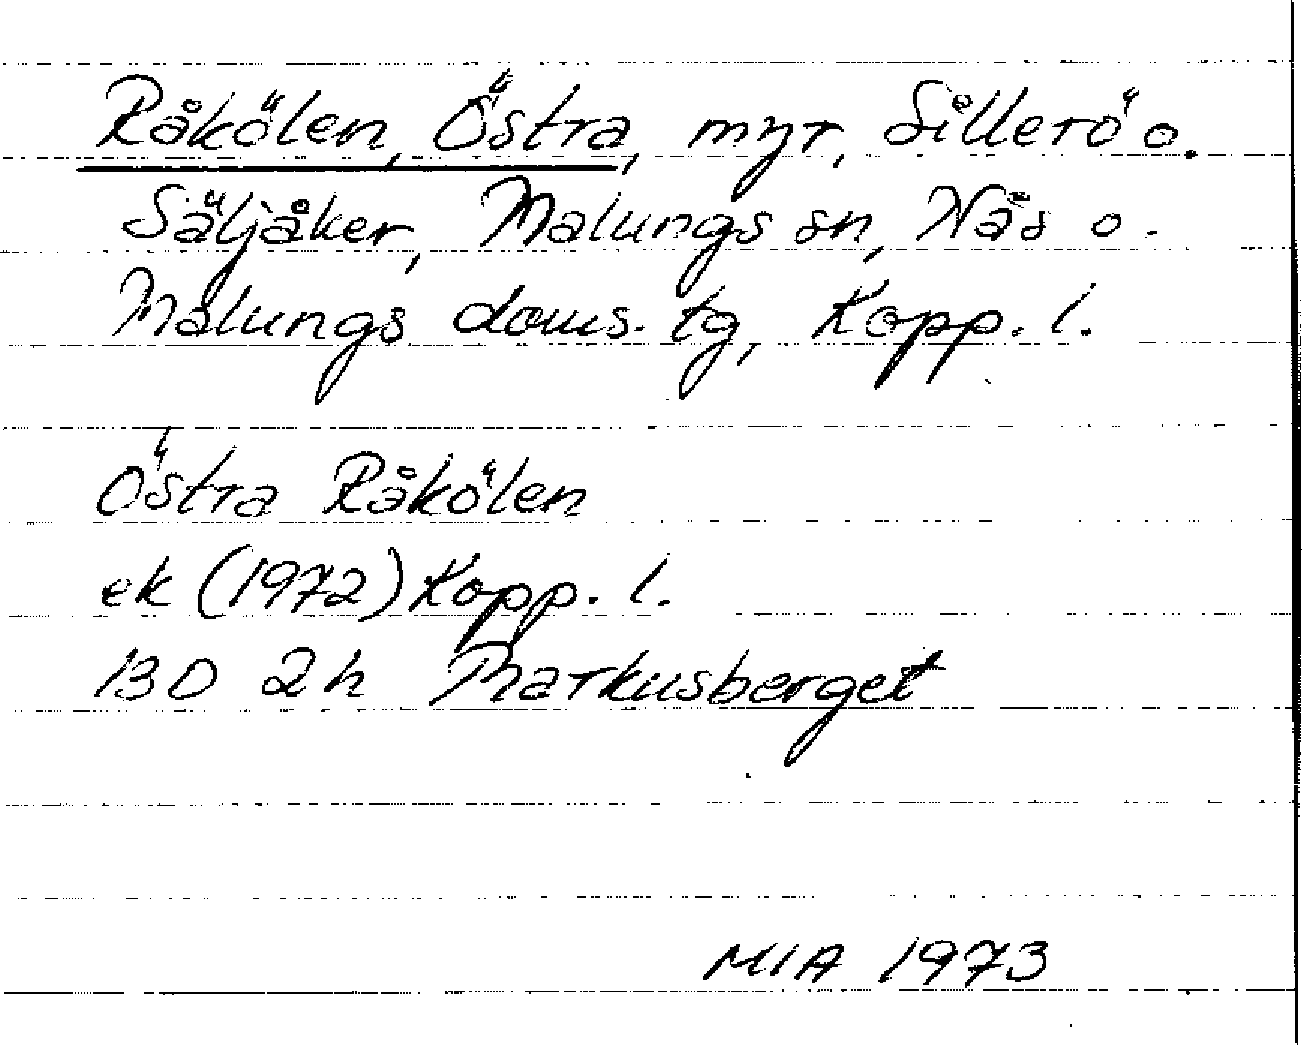 Råkölen, Östra, myr, Sillerö o.
Säljåker, Malungs sn, Nås o.
Malungs doms. tg, Kopp. l.
Östra Råkölen
ek (1972) Kopp. l.
13D 2h Markusberget
MIA 1973